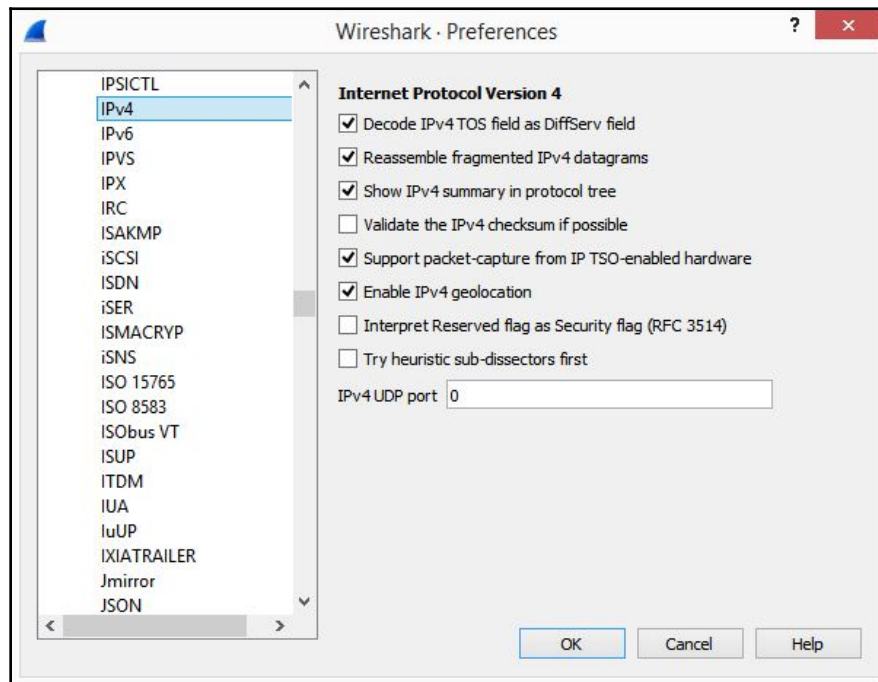 Wireshark · Preferences
?
×
IPSICTL
IPv4
IPv6
IPVS
IPX
IRC
ISAKMP
iSCSI
ISDN
iSER
ISMACRYP
iSNS
ISO 15765
ISO 8583
ISObus VT
ISUP
ITDM
IUA
IuUP
IXIATRAILER
Jmirror
JSON
Internet Protocol Version 4
Decode IPv4 TOS field as DiffServ field
Reassemble fragmented IPv4 datagrams
Show IPv4 summary in protocol tree
Validate the IPv4 checksum if possible
Support packet-capture from IP TSO-enabled hardware
Enable IPv4 geolocation
Interpret Reserved flag as Security flag (RFC 3514)
Try heuristic sub-dissectors first
IPv4 UDP port 0
OK Cancel Help